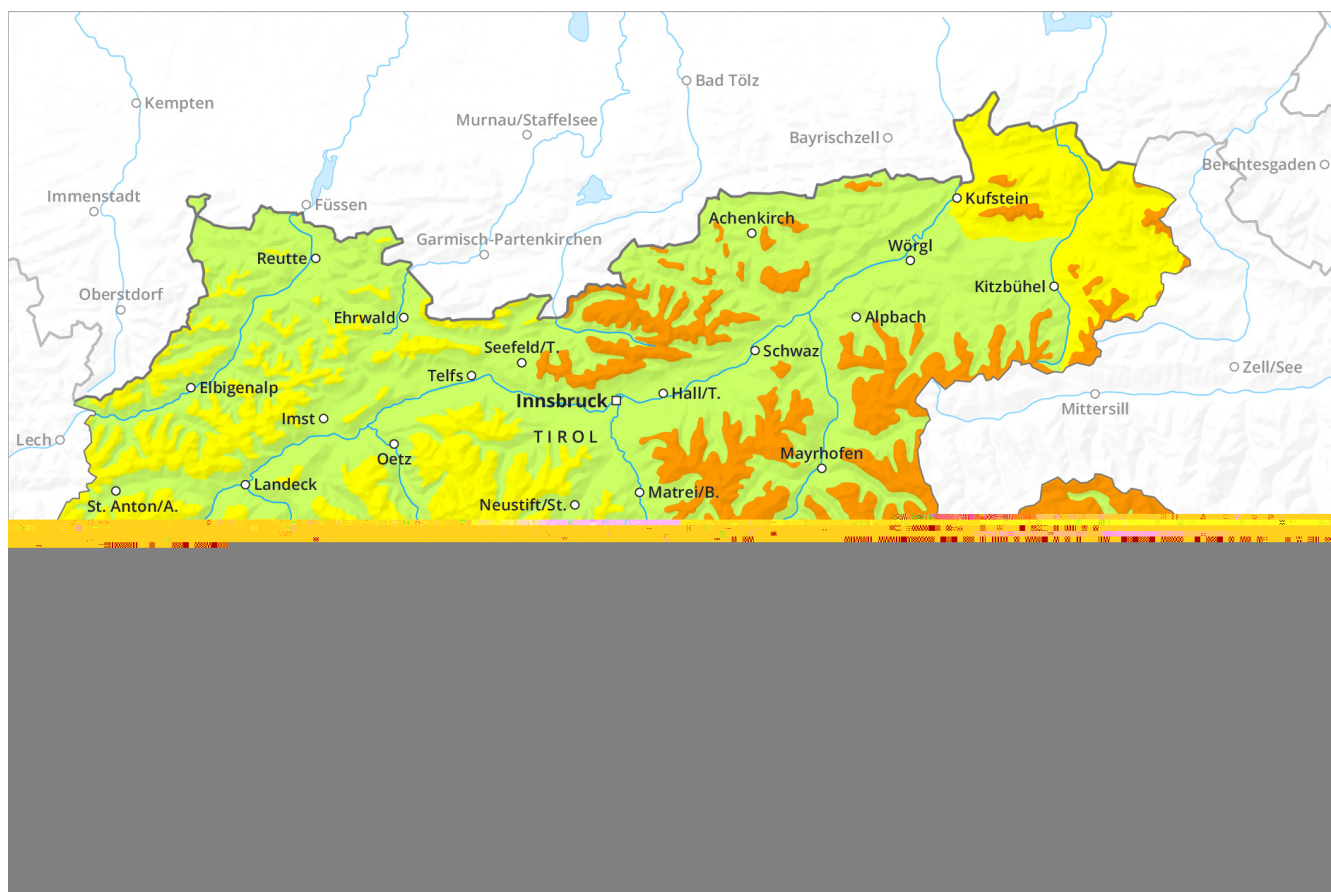 Bad Tölz
Kempten
Murnau/Staffelsee
Bayrischzell
Berchtesgaden
Immenstadt
Füssen
Kufstein
Achenkirch
Garmisch-Partenkirchen
Wörgl
Reutte
Kitzbühel
Oberstdorf
Ehrwald
Alpbach
Seefeld/T.
Schwaz
Zell/See
Telfs
Elbigenalp
Hall/T.
Innsbruck
Mittersill
Imst
TIROL
Lech
Oetz
Mayrhofen
Landeck
Matrei/B.
St. Anton/A.
Neustift/St.